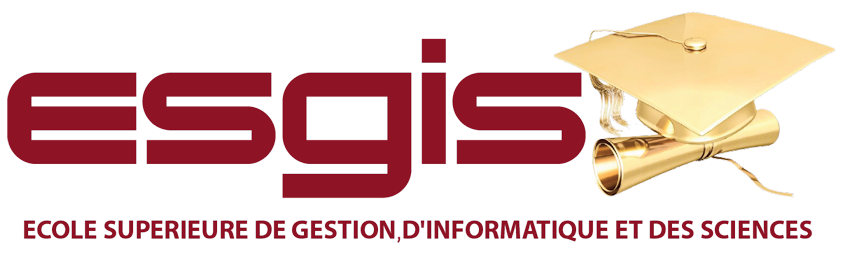 esgis
ECOLE SUPERIEURE DE GESTION,D'INFORMATIQUE ET DES SCIENCES